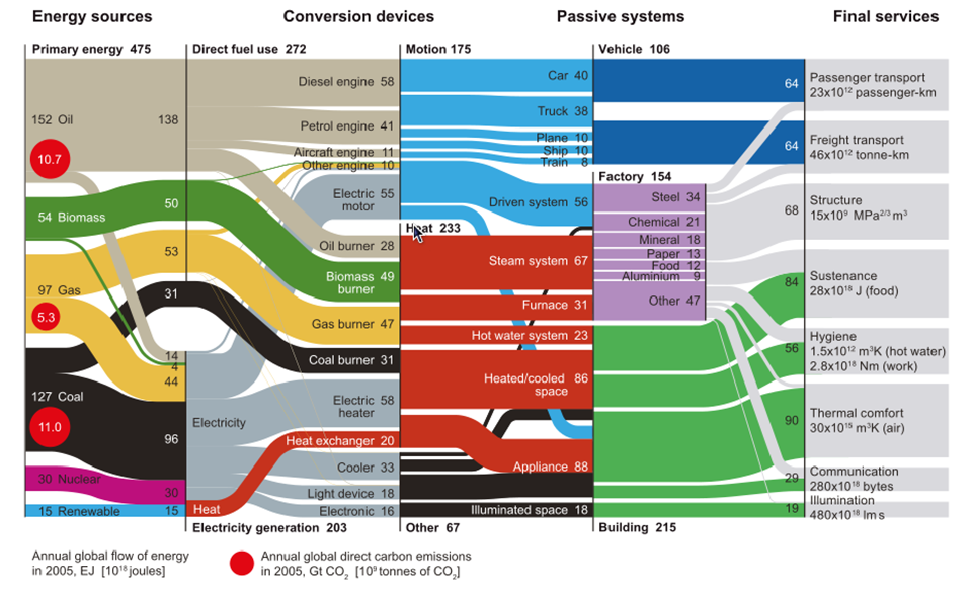 Energy sources
Conversion devices
Passive systems
Final services
Primary energy 475
Direct fuel use 272
Motion 175
Vehicle 106
152 Oil
10.7
138
54 Biomass
50
53
97 Gas
5.3
31
14
4
44
127 Coal
11.0
96
30 Nuclear
30
15 Renewable
15
Diesel engine 58
Petrol engine 41
Aircraft engine 11
Other engine 10
Electric 55
motor
Oil burner 28
Biomass 49
burner
Gas burner 47
Coal burner 31
Electric 58
heater
Electricity
Heat exchanger 20
Cooler 33
Light device 18
Heat
Electronic 16
Electricity generation 203
Car 40
Truck 38
Plane 10
Ship 10
Train 8
Driven system 56
Heat 233
Steam system 67
Furnace 31
Hot water system 23
Heated/cooled 86
space
Appliance 88
Illuminated space 18
Other 67
Factory 154
Steel 34
Chemical 21
Mineral 18
Paper 13
Food 12
Aluminium 9
Other 47
Building 215
64
Passenger transport
23x10¹² passenger-km
64
Freight transport
46x10¹² tonne-km
68
Structure
15x10⁹ MPa²/³m³
84
Sustenance
28x10¹⁸ J (food)
56
Hygiene
1.5x10¹² m³K (hot water)
2.8x10¹⁸ Nm (work)
90
Thermal comfort
30x10¹⁵ m³K (air)
29
Communication
280x10¹⁸ bytes
19
Illumination
480x10¹⁸ lm s
Annual global flow of energy
in 2005, EJ [10¹⁸ joules]
Annual global direct carbon emissions
in 2005, Gt CO₂ [10⁹ tonnes of CO₂]